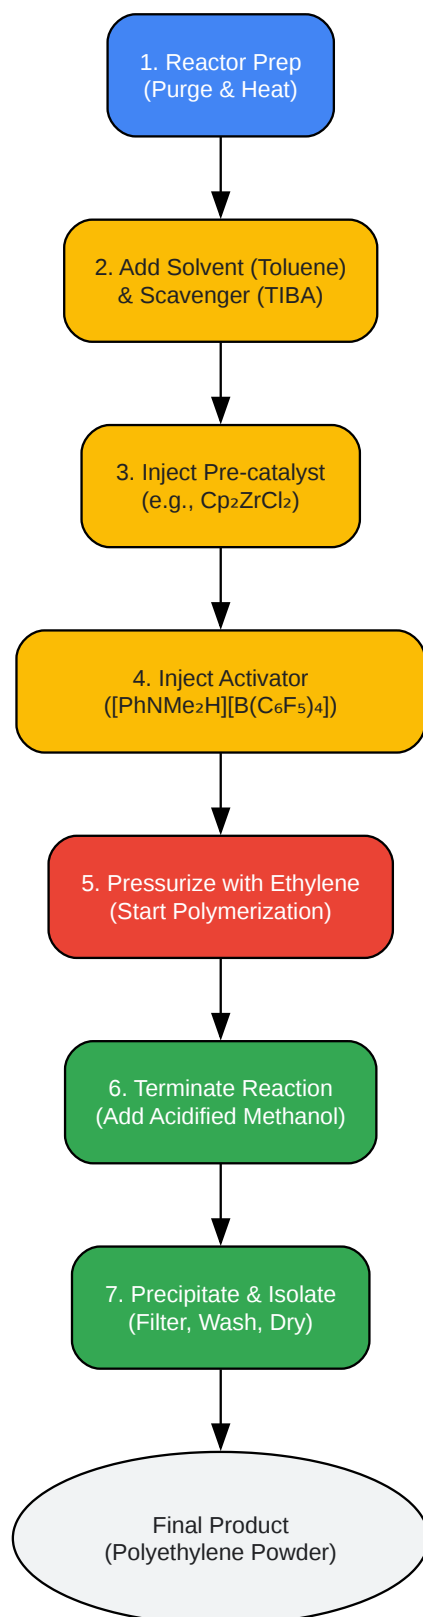 1. Reactor Prep
(Purge & Heat)
2. Add Solvent (Toluene)
& Scavenger (TIBA)
3. Inject Pre-catalyst
(e.g., Cp₂ZrCl₂)
4. Inject Activator
([PhNMe₂H][B(C₆F₅)₄])
5. Pressurize with Ethylene
(Start Polymerization)
6. Terminate Reaction
(Add Acidified Methanol)
7. Precipitate & Isolate
(Filter, Wash, Dry)
Final Product
(Polyethylene Powder)